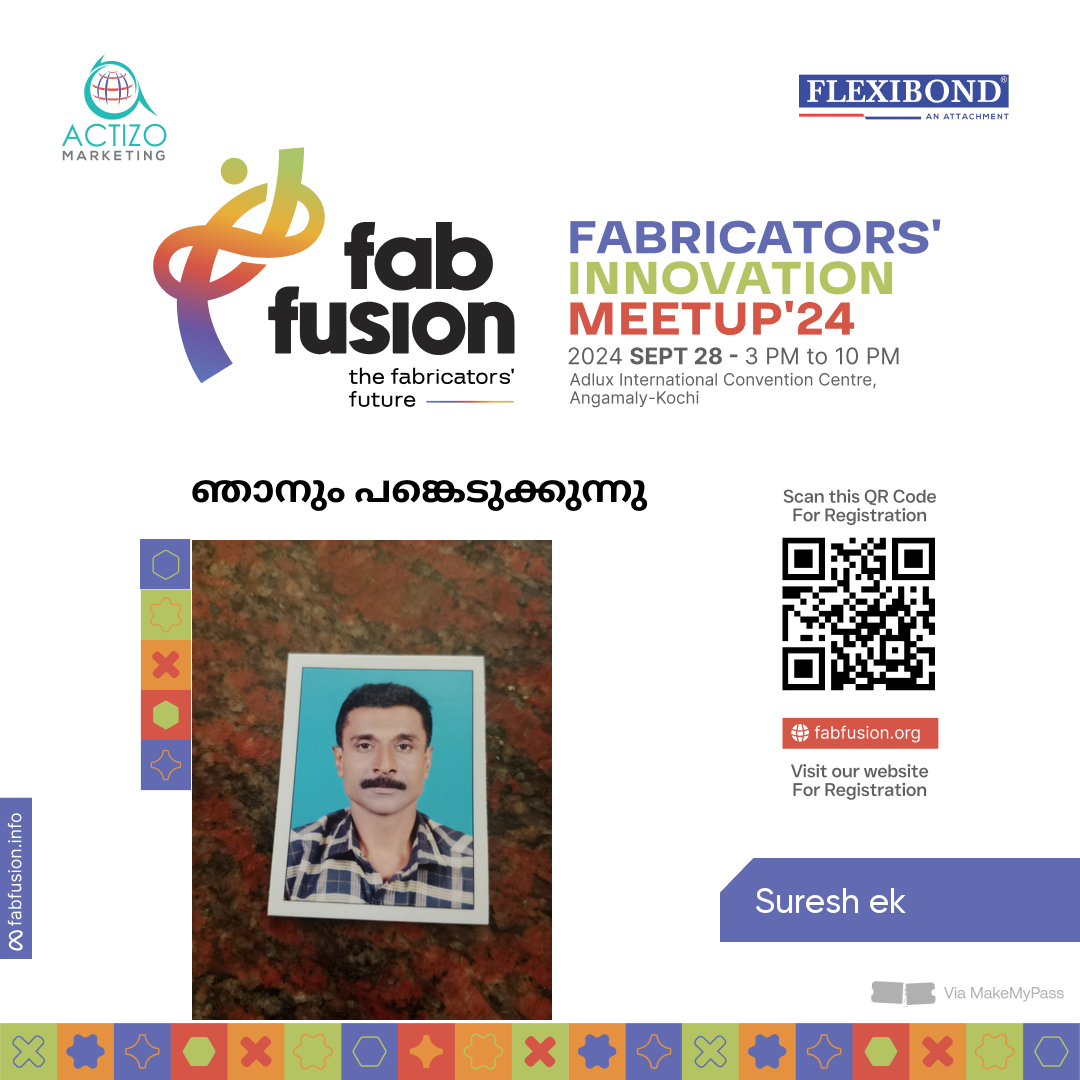 ACTIZO
MARKETING
FLEXIBOND®
AN ATTACHMENT
fab
fusion
the fabricators'
future
FABRICATORS'
INNOVATION
MEETUP'24
2024 SEPT 28 - 3 PM to 10 PM
Adlux International Convention Centre,
Angamaly-Kochi
ഞാനും പങ്കെടുക്കുന്നു
Scan this QR Code
For Registration
fabfusion.org
Visit our website
For Registration
fabfusion.info
Suresh ek
Via MakeMyPass